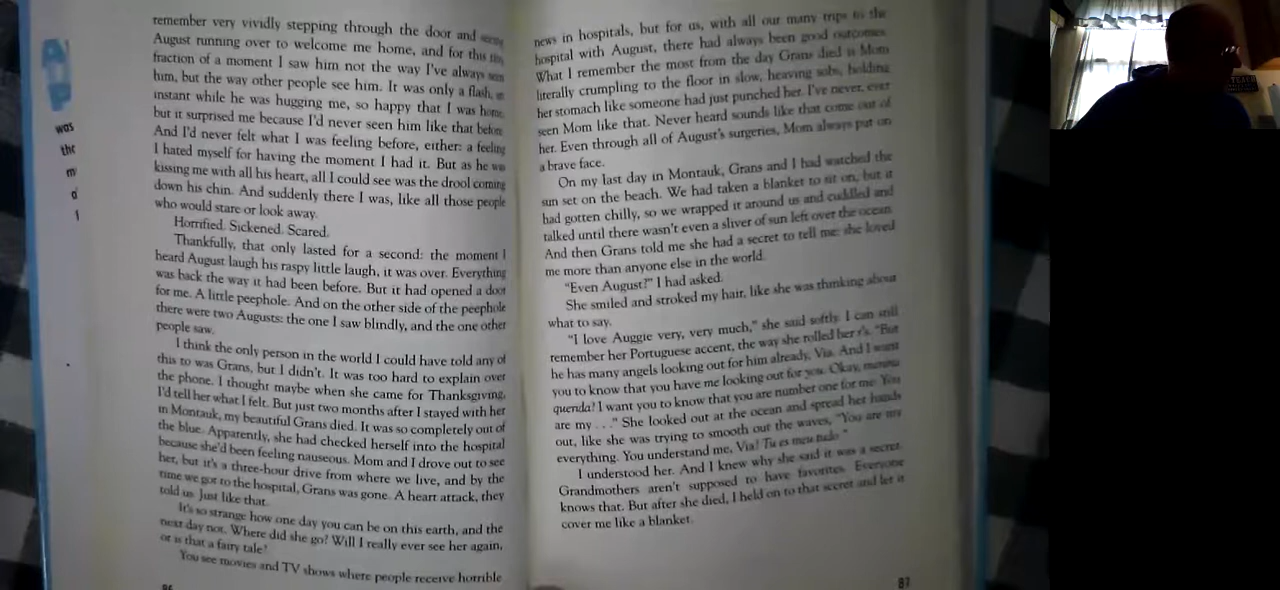 remember very vividly stepping through the door and seeing
August running over to welcome me home, and for this tiny
fraction of a moment I saw him not the way I've always seen
him, but the way other people see him. It was only a flash, an
instant while he was hugging me, so happy that I was home,
but it surprised me because I'd never seen him like that before.
And I'd never felt what I was feeling before, either: a feeling
I hated myself for having the moment I had it. But as he was
kissing me with all his heart, all I could see was the drool coming
down his chin. And suddenly there I was, like all those people
who would stare or look away.
Horrified. Sickened. Scared.
Thankfully, that only lasted for a second: the moment I
heard August laugh his raspy little laugh, it was over. Everything
was back the way it had been before. But it had opened a door
for me. A little peephole. And on the other side of the peephole
there were two Augusts: the one I saw blindly, and the one other
people saw.
I think the only person in the world I could have told any of
this to was Grans, but I didn't. It was too hard to explain over
the phone. I thought maybe when she came for Thanksgiving,
I'd tell her what I felt. But just two months after I stayed with her
in Montauk, my beautiful Grans died. It was so completely out of
the blue. Apparently, she had checked herself into the hospital
because she'd been feeling nauseous. Mom and I drove out to see
her, but it's a three-hour drive from where we live, and by the
time we got to the hospital, Grans was gone. A heart attack, they
told us. Just like that.
It's so strange how one day you can be on this earth, and the
next day not. Where did she go? Will I really ever see her again,
or is that a fairy tale?
You see movies and TV shows where people receive horrible
86
news in hospitals, but for us, with all our many trips to the
hospital with August, there had always been good outcomes.
What I remember the most from the day Grans died is Mom
literally crumpling to the floor in slow, heaving sobs, holding
her stomach like someone had just punched her. I've never, ever
seen Mom like that. Never heard sounds like that come out of
her. Even through all of August's surgeries, Mom always put on
a brave face.
On my last day in Montauk, Grans and I had watched the
sun set on the beach. We had taken a blanket to sit on, but it
had gotten chilly, so we wrapped it around us and cuddled and
talked until there wasn't even a sliver of sun left over the ocean.
And then Grans told me she had a secret to tell me: she loved
me more than anyone else in the world.
"Even August?" I had asked.
She smiled and stroked my hair, like she was thinking about
what to say.
"I love Auggie very, very much," she said softly. I can still
remember her Portuguese accent, the way she rolled her r's. "But
he has many angels looking out for him already, Via. And I want
you to know that you have me looking out for you. Okay, menina
querida? I want you to know that you are number one for me. You
are my . . ." She looked out at the ocean and spread her hands
out, like she was trying to smooth out the waves, "You are my
everything. You understand me, Via? Tu es meu tudo."
I understood her. And I knew why she said it was a secret.
Grandmothers aren't supposed to have favorites. Everyone
knows that. But after she died, I held on to that secret and let it
cover me like a blanket.
87
was
the